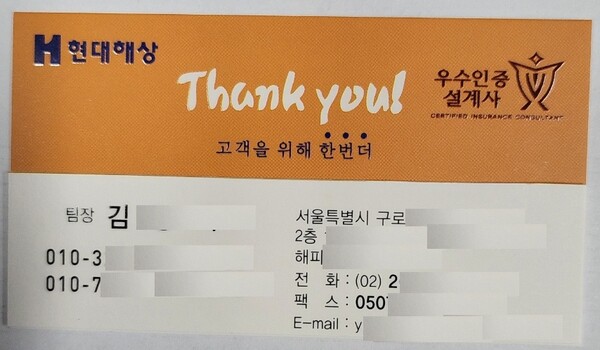 H 현대해상
Thank you!
고객을 위해 한번더
우수인증
설계사
CERTIFIED INSURANCE CONSULTANT
팀장 김
010-3
010-7
서울특별시 구로
2층
해피
전 화 : (02) 2
팩 스 : 0507
E-mail : y